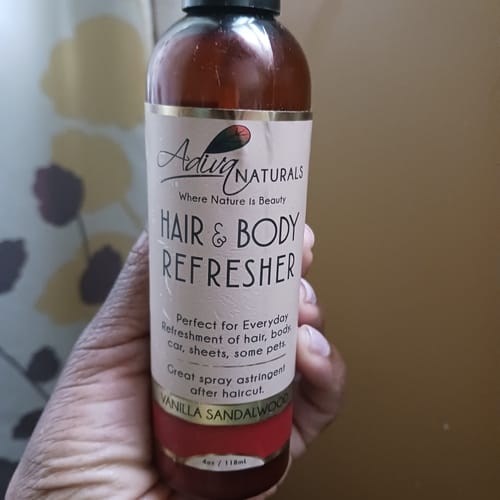 Adiva NATURALS
Where Nature is Beauty
HAIR & BODY
REFRESHER
Perfect for Everyday
Refreshment of hair, body,
car, sheets, some pets.
Great spray astringent
after haircut.
VANILLA SANDALWOOD
4oz / 118ml